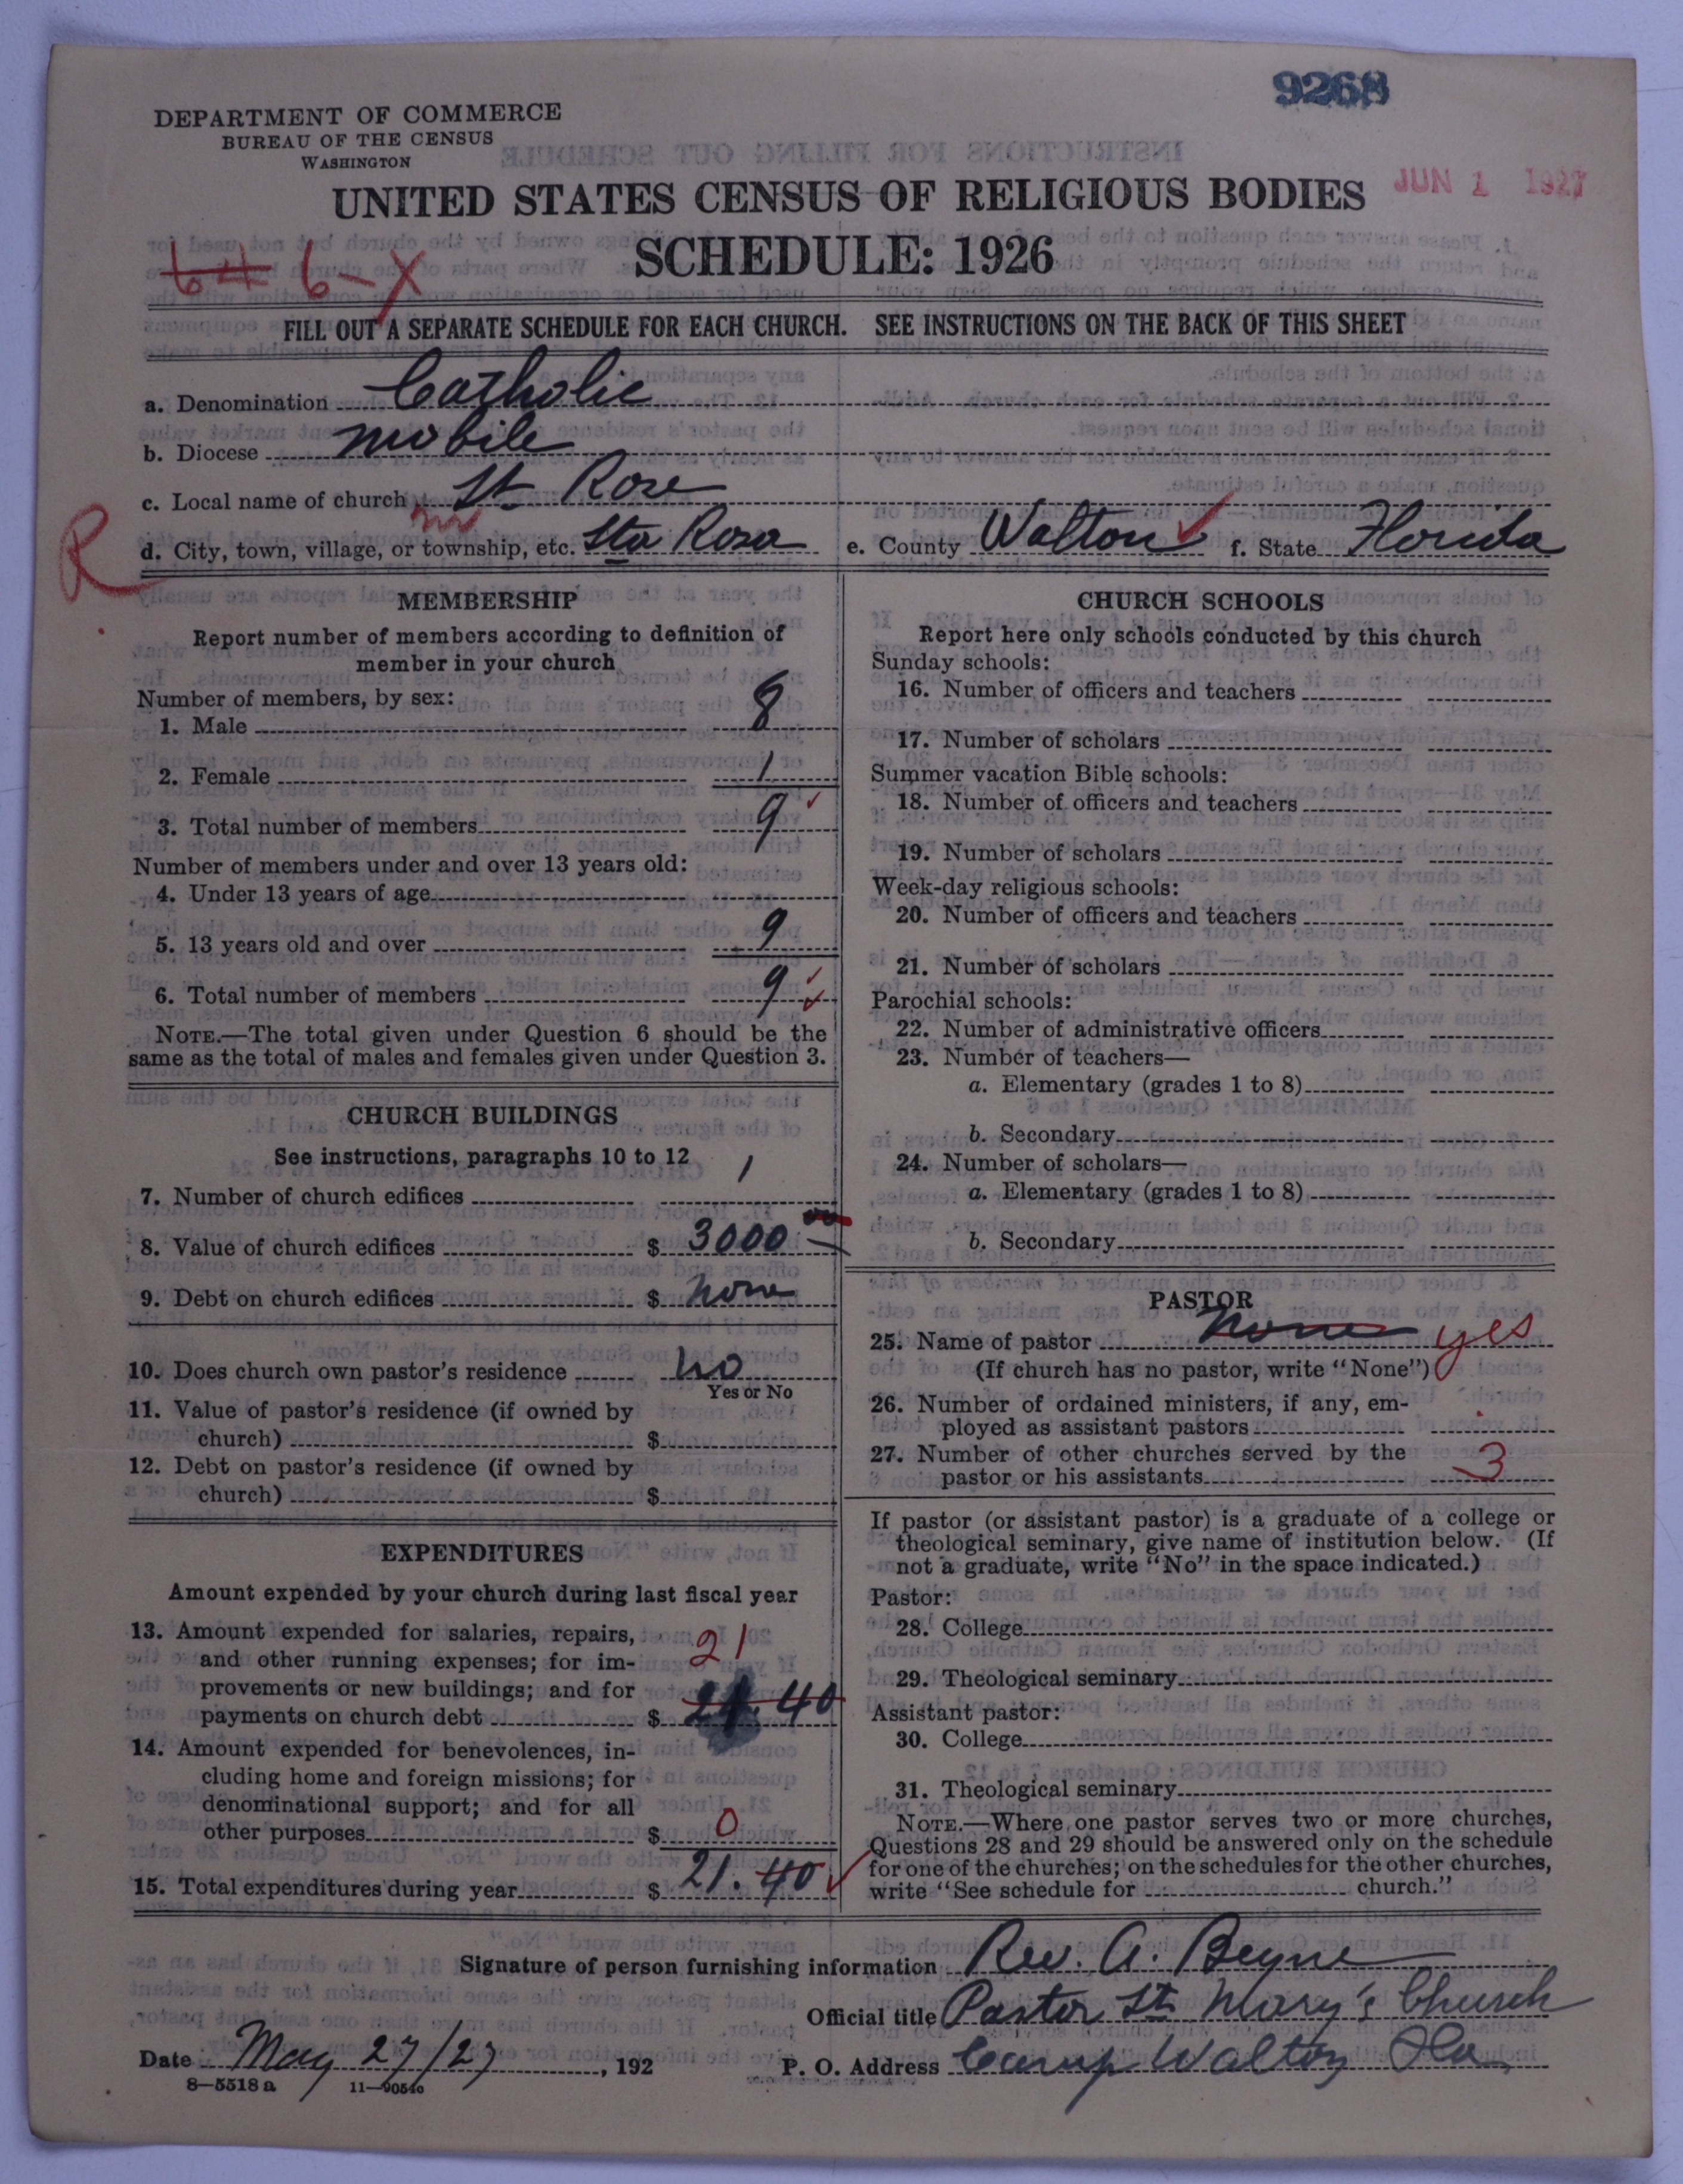 9268
DEPARTMENT OF COMMERCE
BUREAU OF THE CENSUS
WASHINGTON
JUN 1 1927
UNITED STATES CENSUS OF RELIGIOUS BODIES
SCHEDULE: 1926
64 6-X
FILL OUT A SEPARATE SCHEDULE FOR EACH CHURCH. SEE INSTRUCTIONS ON THE BACK OF THIS SHEET
a. Denomination Catholic
b. Diocese Mobile
c. Local name of church St Rose
R
d. City, town, village, or township, etc. Sta Rosa e. County Walton f. State Florida
MEMBERSHIP
Report number of members according to definition of
member in your church
Number of members, by sex:
1. Male 8
2. Female 1
3. Total number of members 9
Number of members under and over 13 years old:
4. Under 13 years of age
5. 13 years old and over 9
6. Total number of members 9
NOTE.—The total given under Question 6 should be the
same as the total of males and females given under Question 3.
CHURCH BUILDINGS
See instructions, paragraphs 10 to 12
7. Number of church edifices 1
8. Value of church edifices $ 3000
9. Debt on church edifices $ none
10. Does church own pastor's residence no
Yes or No
11. Value of pastor's residence (if owned by
church) $
12. Debt on pastor's residence (if owned by
church) $
EXPENDITURES
Amount expended by your church during last fiscal year
13. Amount expended for salaries, repairs, 21
and other running expenses; for im-
provements or new buildings; and for
payments on church debt $ 21.40
14. Amount expended for benevolences, in-
cluding home and foreign missions; for
denominational support; and for all
other purposes $ 0
15. Total expenditures during year $ 21.40
CHURCH SCHOOLS
Report here only schools conducted by this church
Sunday schools:
16. Number of officers and teachers
17. Number of scholars
Summer vacation Bible schools:
18. Number of officers and teachers
19. Number of scholars
Week-day religious schools:
20. Number of officers and teachers
21. Number of scholars
Parochial schools:
22. Number of administrative officers
23. Number of teachers—
a. Elementary (grades 1 to 8)
b. Secondary
24. Number of scholars—
a. Elementary (grades 1 to 8)
b. Secondary
PASTOR
25. Name of pastor None yes
(If church has no pastor, write "None")
26. Number of ordained ministers, if any, em-
ployed as assistant pastors
27. Number of other churches served by the
pastor or his assistants 3
If pastor (or assistant pastor) is a graduate of a college or
theological seminary, give name of institution below. (If
not a graduate, write "No" in the space indicated.)
Pastor:
28. College
29. Theological seminary
Assistant pastor:
30. College
31. Theological seminary
NOTE.—Where one pastor serves two or more churches,
Questions 28 and 29 should be answered only on the schedule
for one of the churches; on the schedules for the other churches,
write "See schedule for church."
Signature of person furnishing information Rev. A. Beyne
Official title Pastor St Mary's Church
Date May 27/27, 192 P. O. Address Camp Walton Fla
8—5518 a 11—9054o